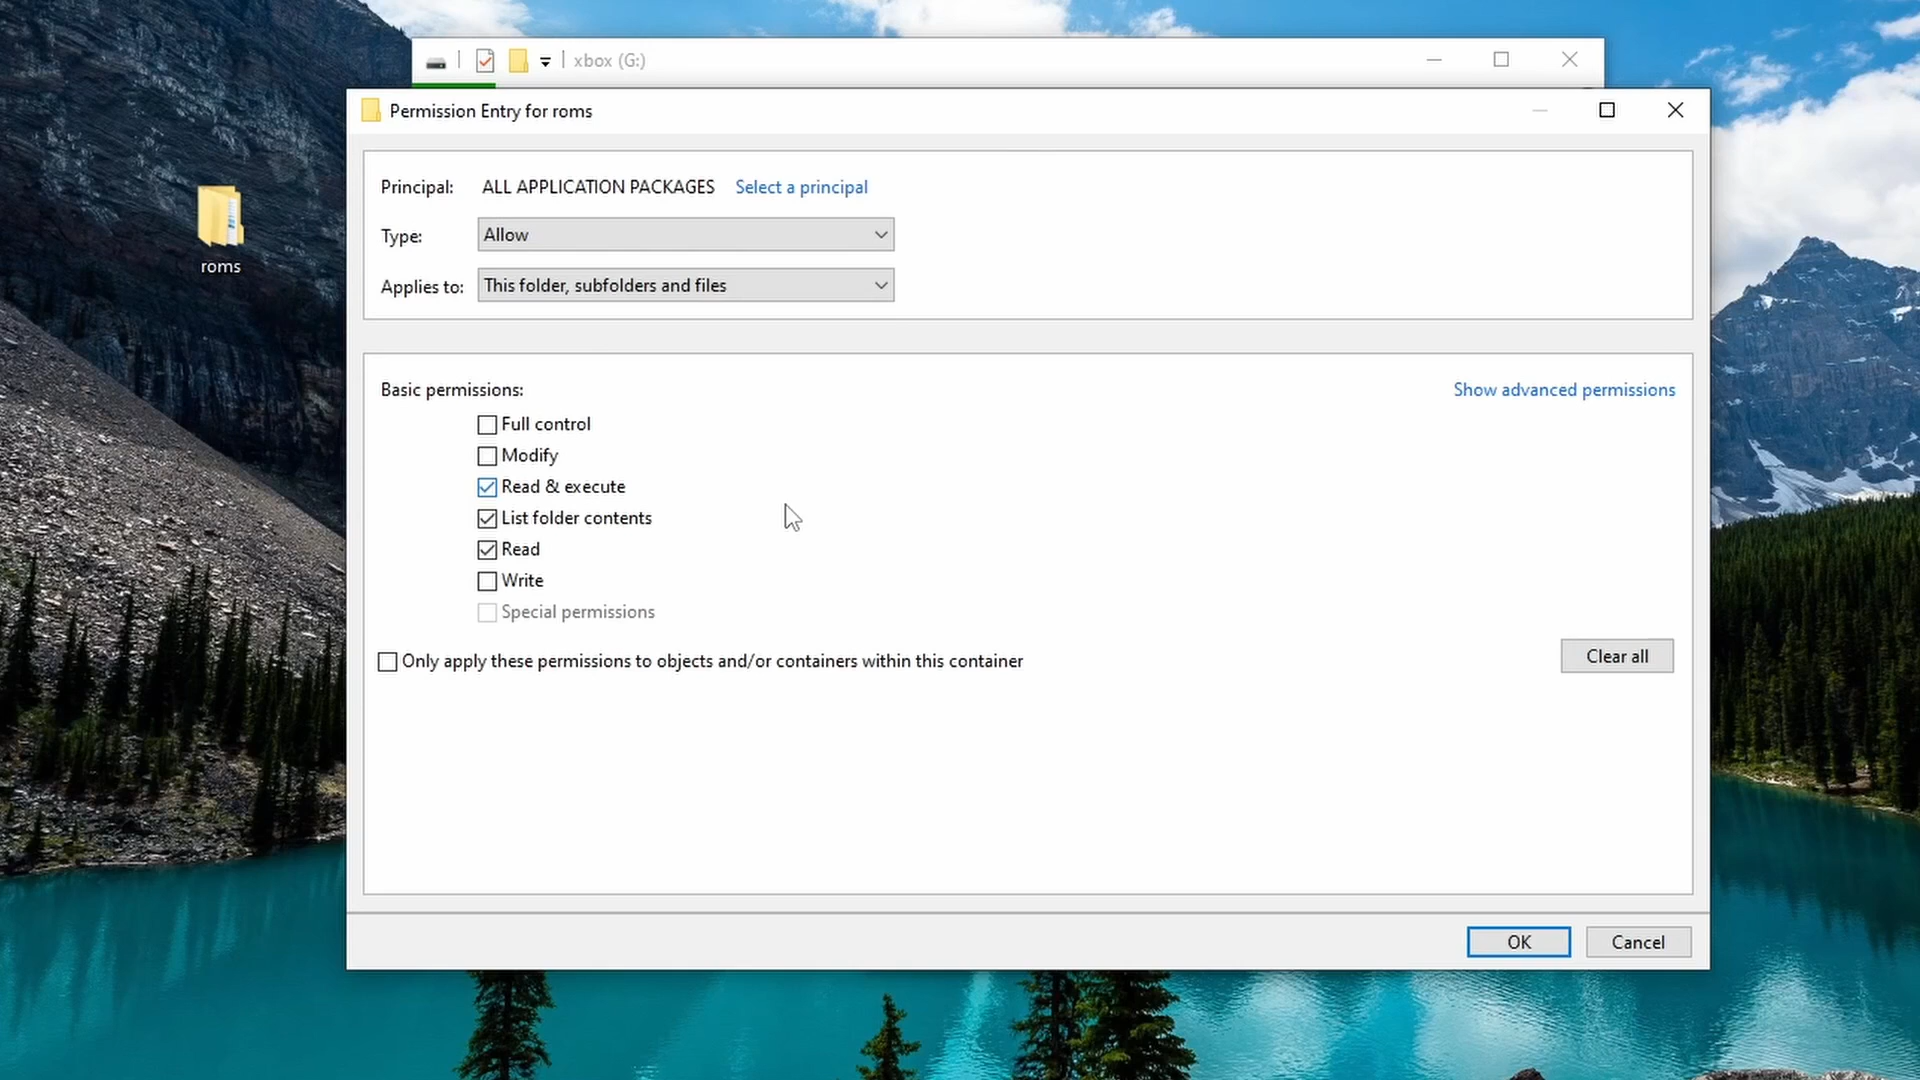 xbox (G:)
Permission Entry for roms
Principal: ALL APPLICATION PACKAGES Select a principal
Type: Allow
Applies to: This folder, subfolders and files
roms
Basic permissions: Show advanced permissions
Full control
Modify
Read & execute
List folder contents
Read
Write
Special permissions
Only apply these permissions to objects and/or containers within this container
Clear all
OK Cancel